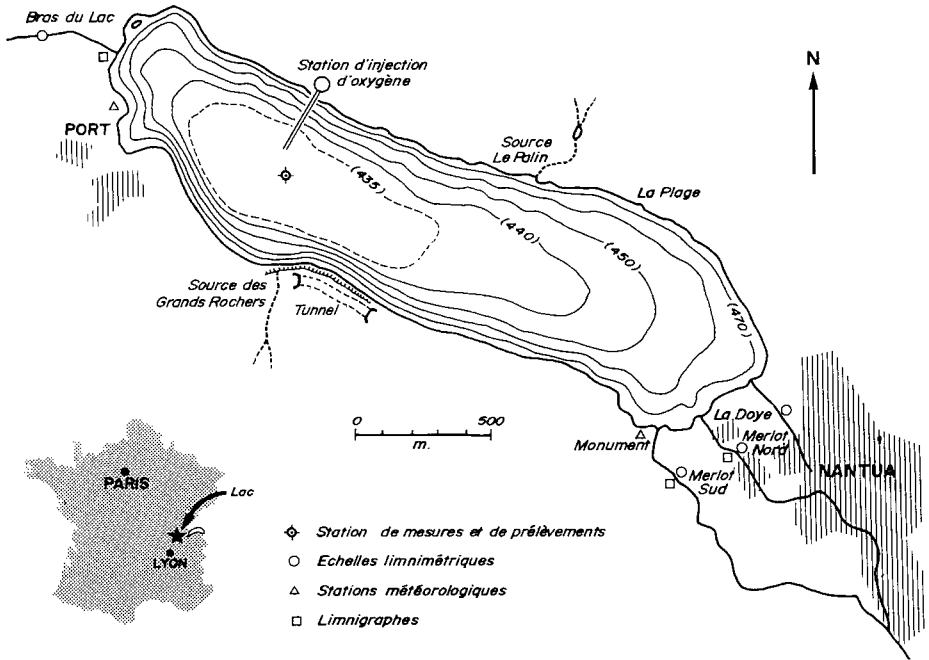 Bras du Lac
Station d'injection
d'oxygène
N
PORT
Source
Le Palin
La Plage
(435)
(440)
(450)
(470)
Source des
Grands Rochers
Tunnel
0 500
m.
La Doye
Monument
Merlot
Nord
Merlot
Sud
NANTUA
PARIS
Lac
LYON
Station de mesures et de prélèvements
Echelles limnimétriques
Stations météorologiques
Limnigraphes